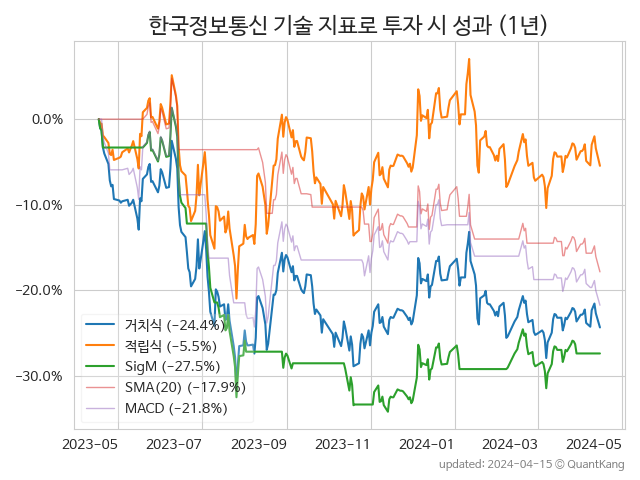 한국정보통신 기술 지표로 투자 시 성과 (1년)
0.0%
−10.0%
−20.0%
−30.0%
거치식 (−24.4%)
적립식 (−5.5%)
SigM (−27.5%)
SMA(20) (−17.9%)
MACD (−21.8%)
2023-05 2023-07 2023-09 2023-11 2024-01 2024-03 2024-05
updated: 2024-04-15 © QuantKang